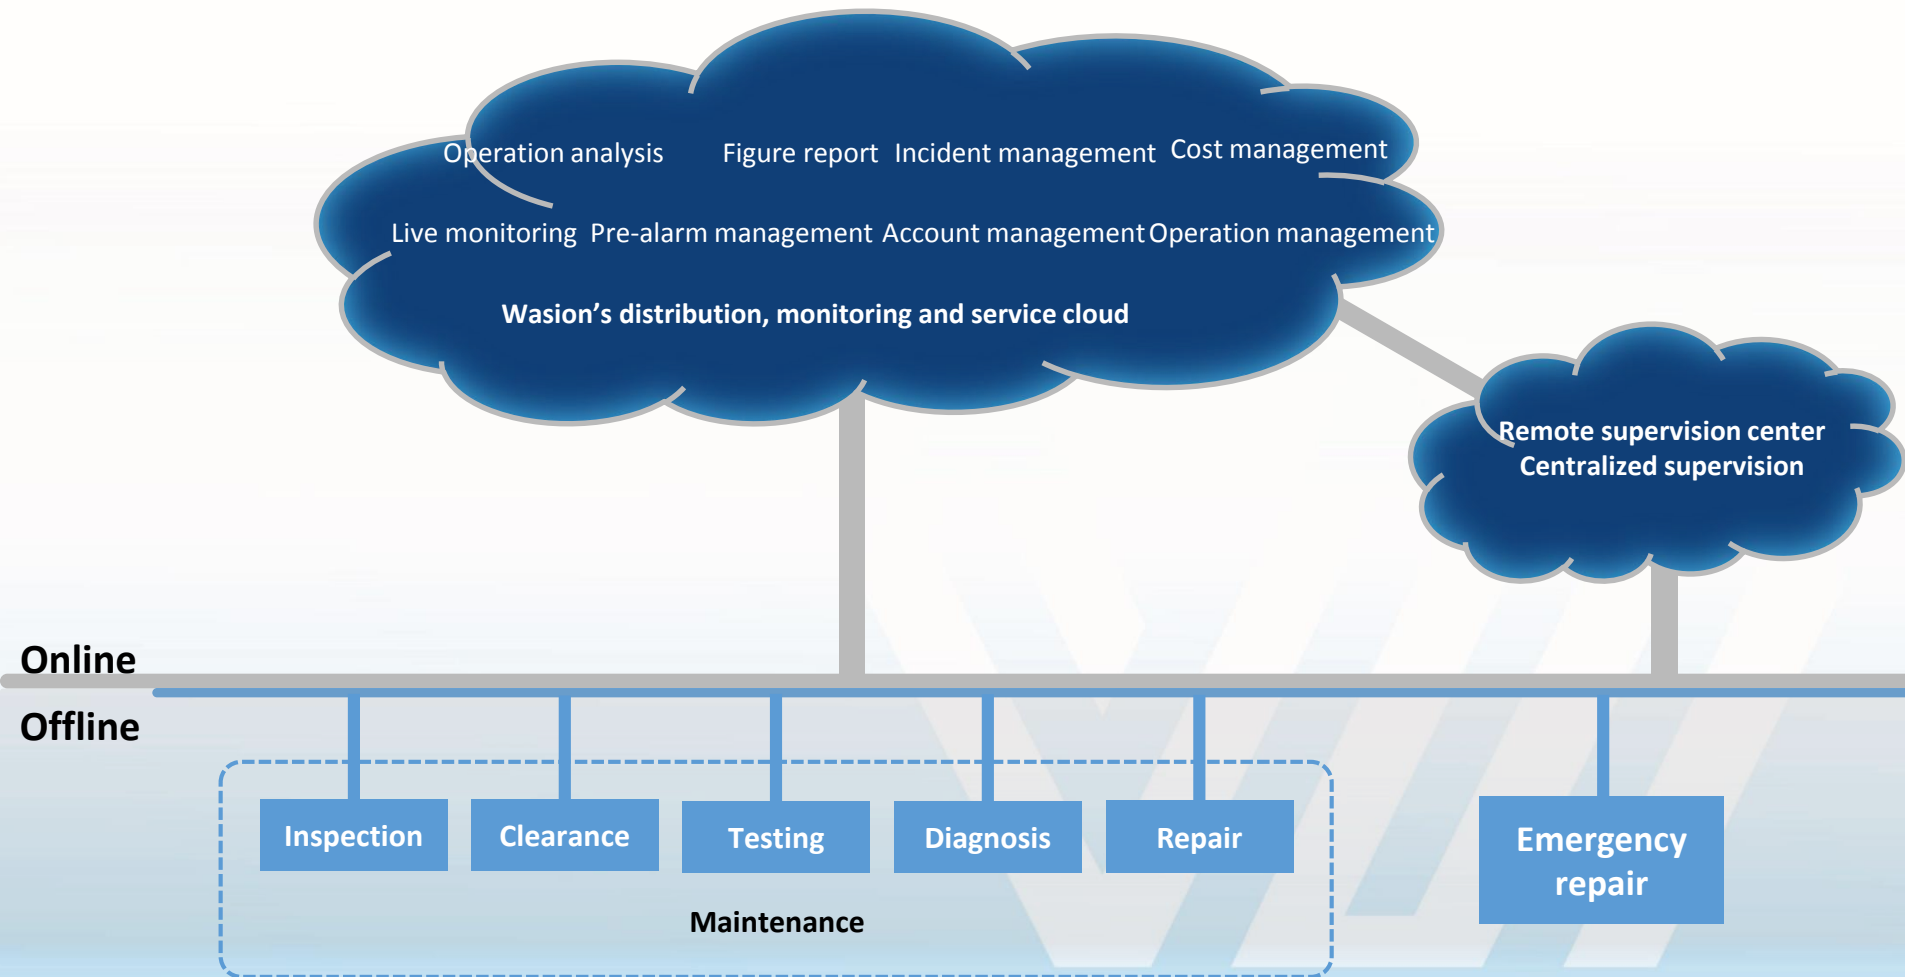 Operation analysis Figure report Incident management Cost management
Live monitoring Pre-alarm management Account management Operation management
Wasion's distribution, monitoring and service cloud
Remote supervision center
Centralized supervision
Online
Offline
Inspection Clearance Testing Diagnosis Repair
Emergency
repair
Maintenance